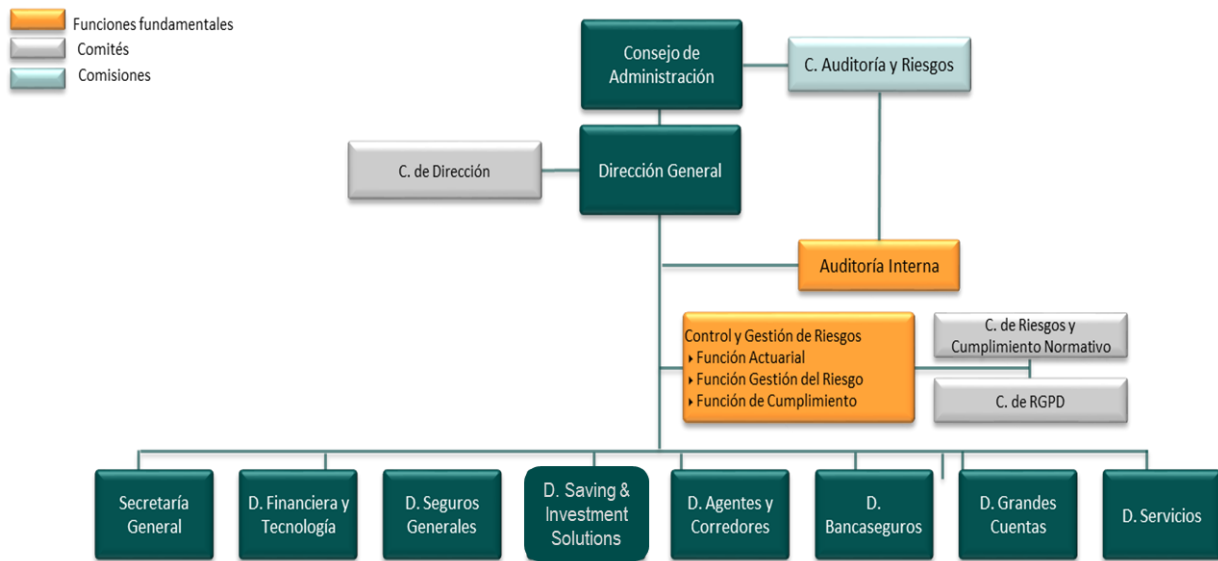 Funciones fundamentales
Comités
Comisiones
Consejo de
Administración
C. Auditoría y Riesgos
C. de Dirección
Dirección General
Auditoría Interna
Control y Gestión de Riesgos
Función Actuarial
Función Gestión del Riesgo
Función de Cumplimiento
C. de Riesgos y
Cumplimiento Normativo
C. de RGPD
Secretaría
General
D. Financiera y
Tecnología
D. Seguros
Generales
D. Saving &
Investment
Solutions
D. Agentes y
Corredores
D.
Bancaseguros
D. Grandes
Cuentas
D. Servicios